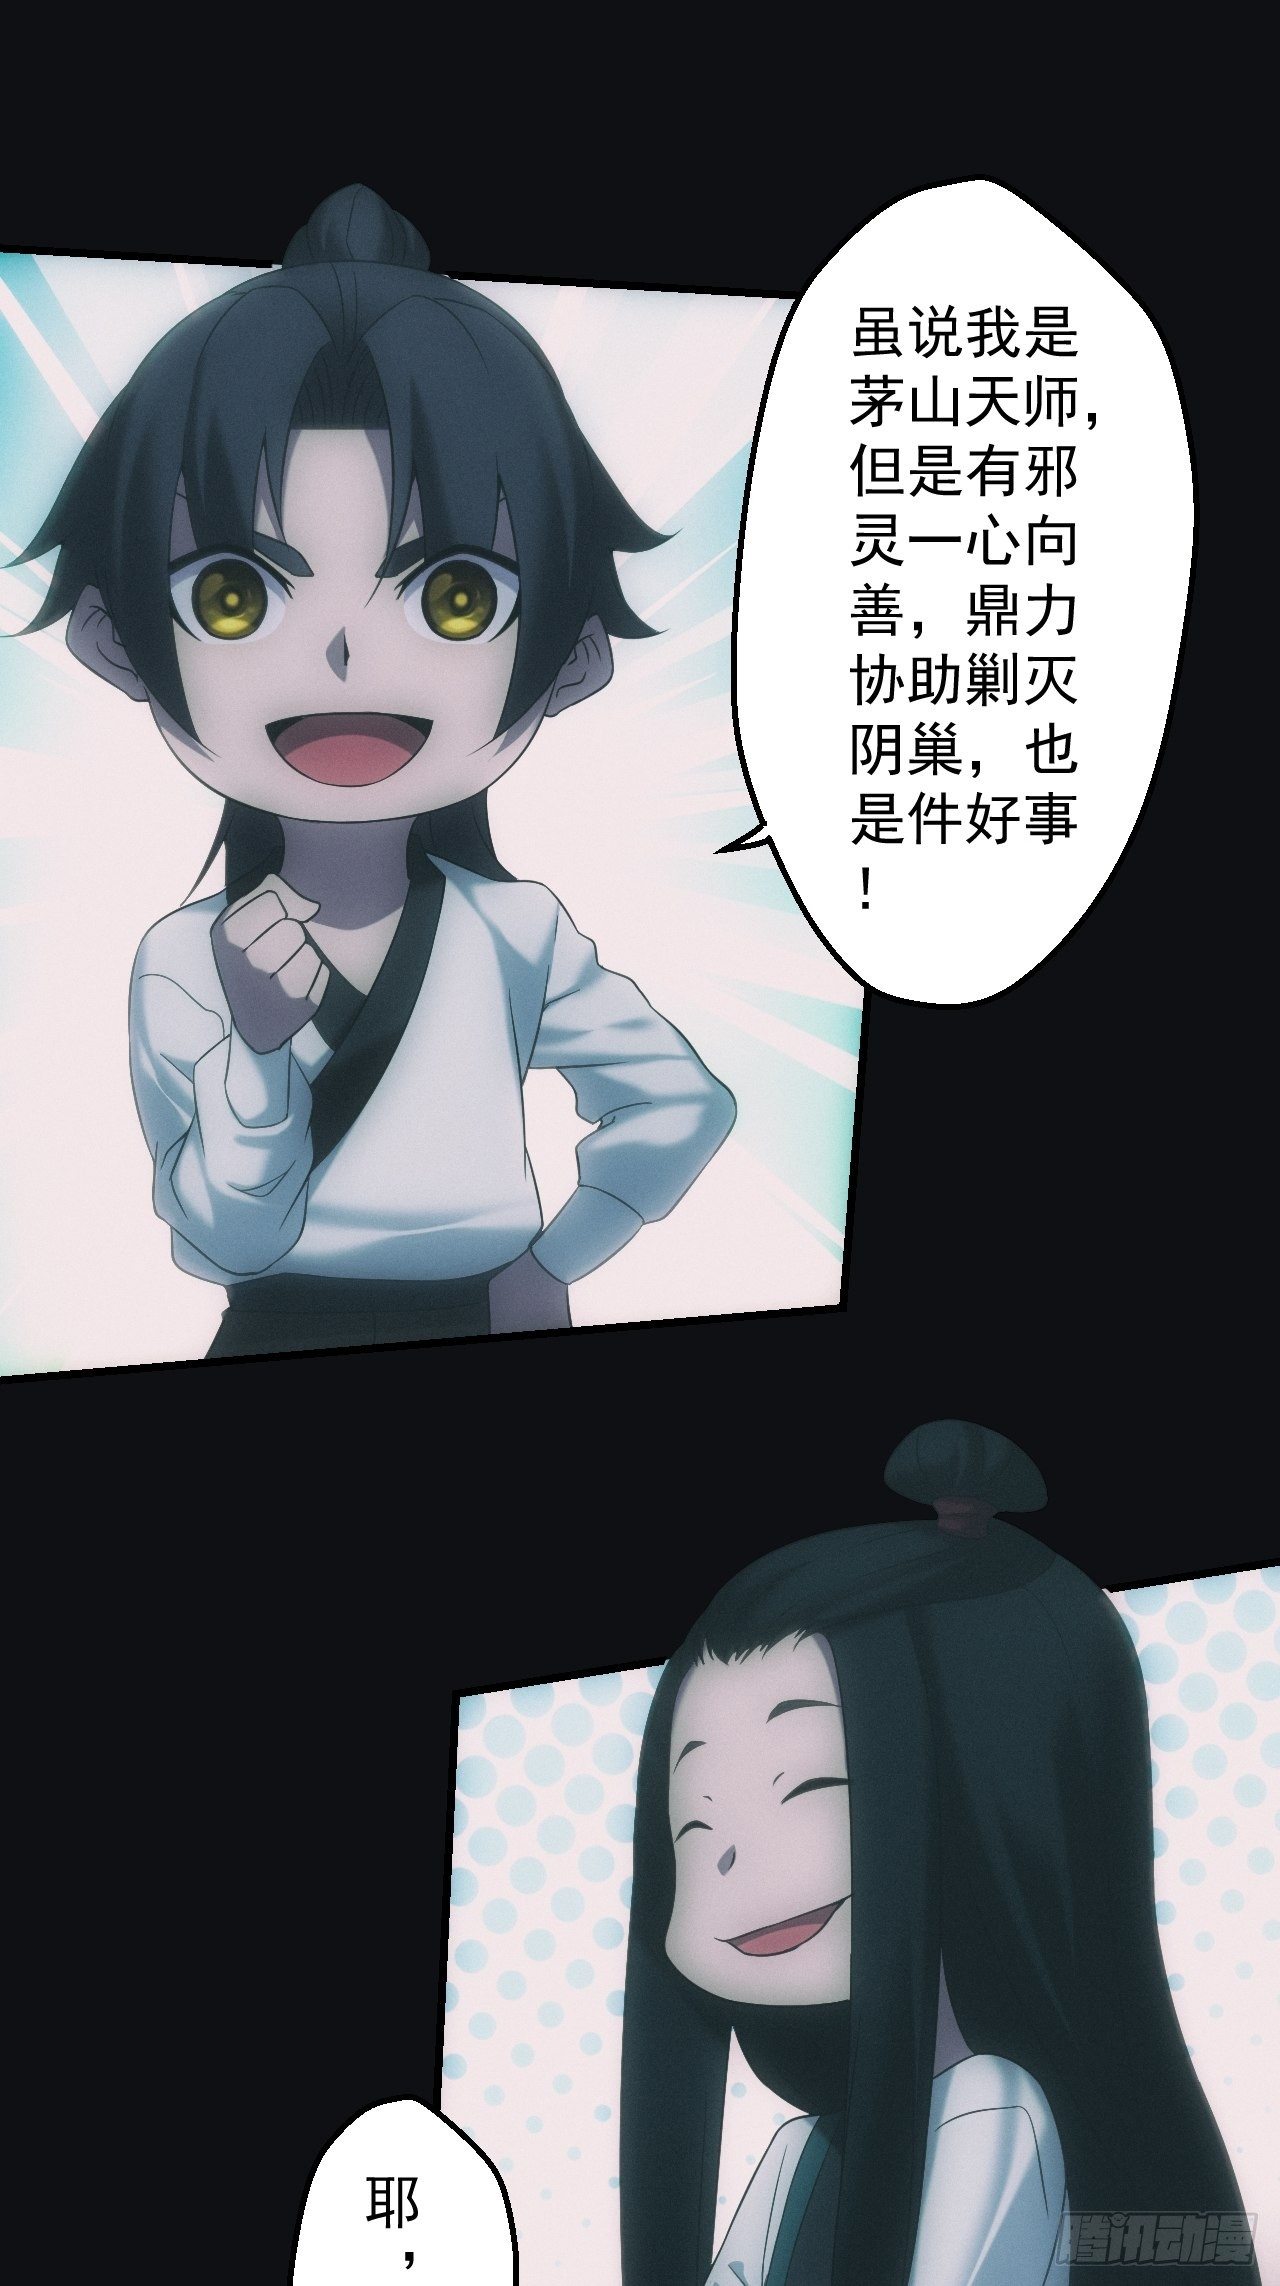 虽说我是
茅山天师，
但是有邪
灵一心向
善，鼎力
协助剿灭
阴巢，也
是件好事
！
耶，
腾讯动漫